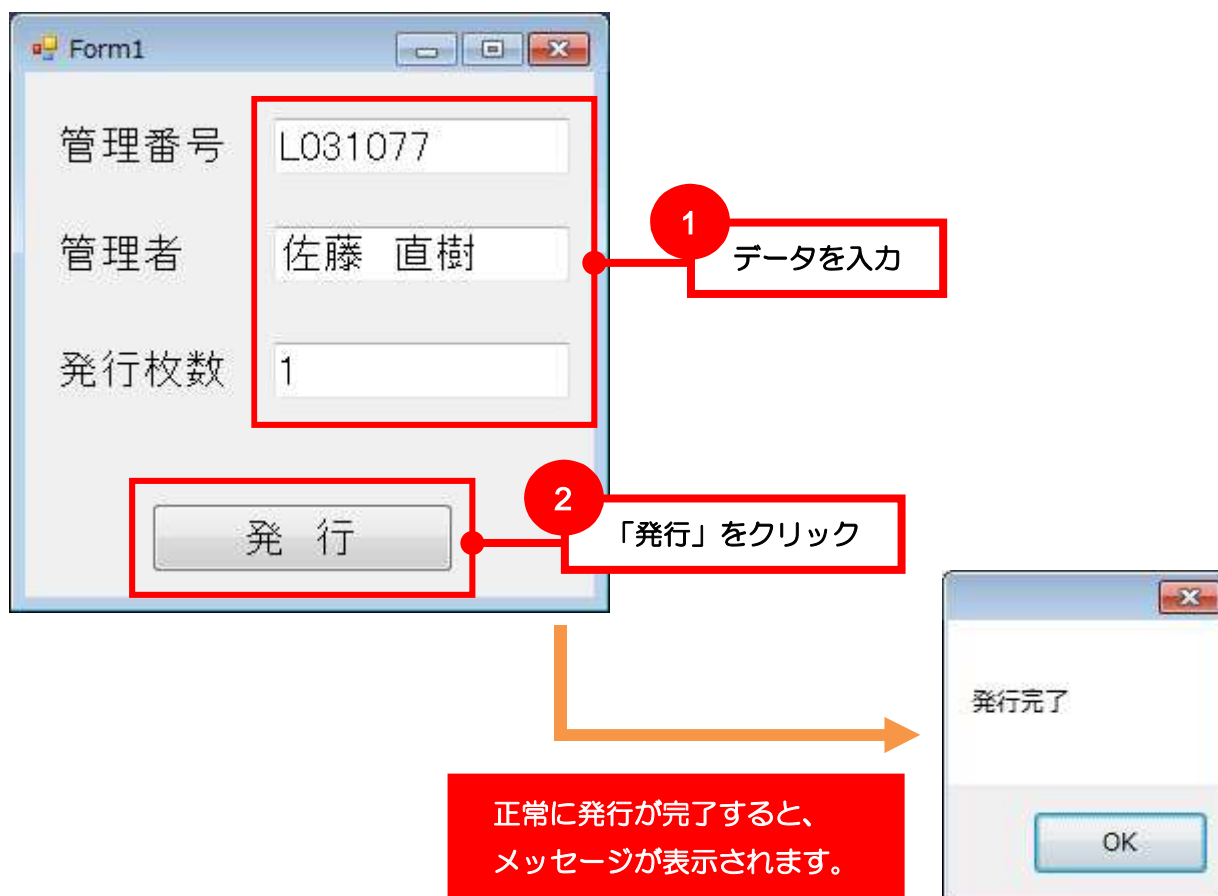 Form1
管理番号 L031077
管理者 佐藤 直樹
発行枚数 1
1
データを入力
発 行
2
「発行」をクリック
発行完了
OK
正常に発行が完了すると、
メッセージが表示されます。